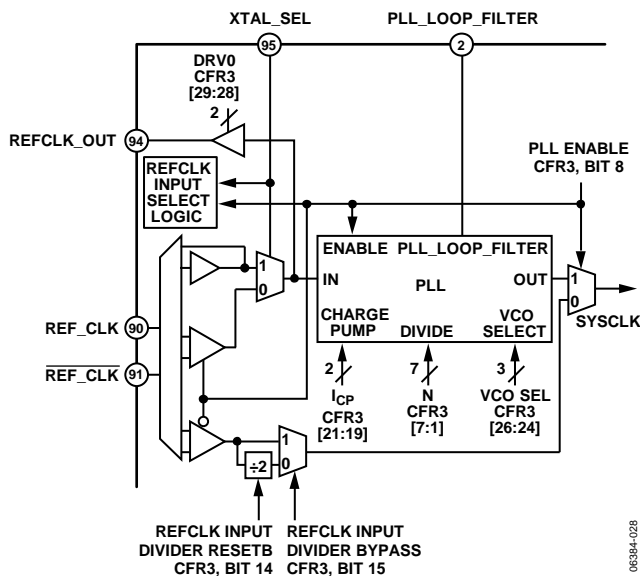 XTAL_SEL
PLL_LOOP_FILTER
95
2
DRV0
CFR3
[29:28]
2
REFCLK_OUT
94
PLL ENABLE
CFR3, BIT 8
REFCLK
INPUT
SELECT
LOGIC
ENABLE
PLL_LOOP_FILTER
1
0
IN
PLL
OUT
1
0
SYSCLK
REF_CLK
90
REF_CLK
91
CHARGE
PUMP
DIVIDE
VCO
SELECT
2
7
3
ICP
CFR3
[21:19]
N
CFR3
[7:1]
VCO SEL
CFR3
[26:24]
1
0
÷2
REFCLK INPUT
DIVIDER RESETB
CFR3, BIT 14
REFCLK INPUT
DIVIDER BYPASS
CFR3, BIT 15
06384-028